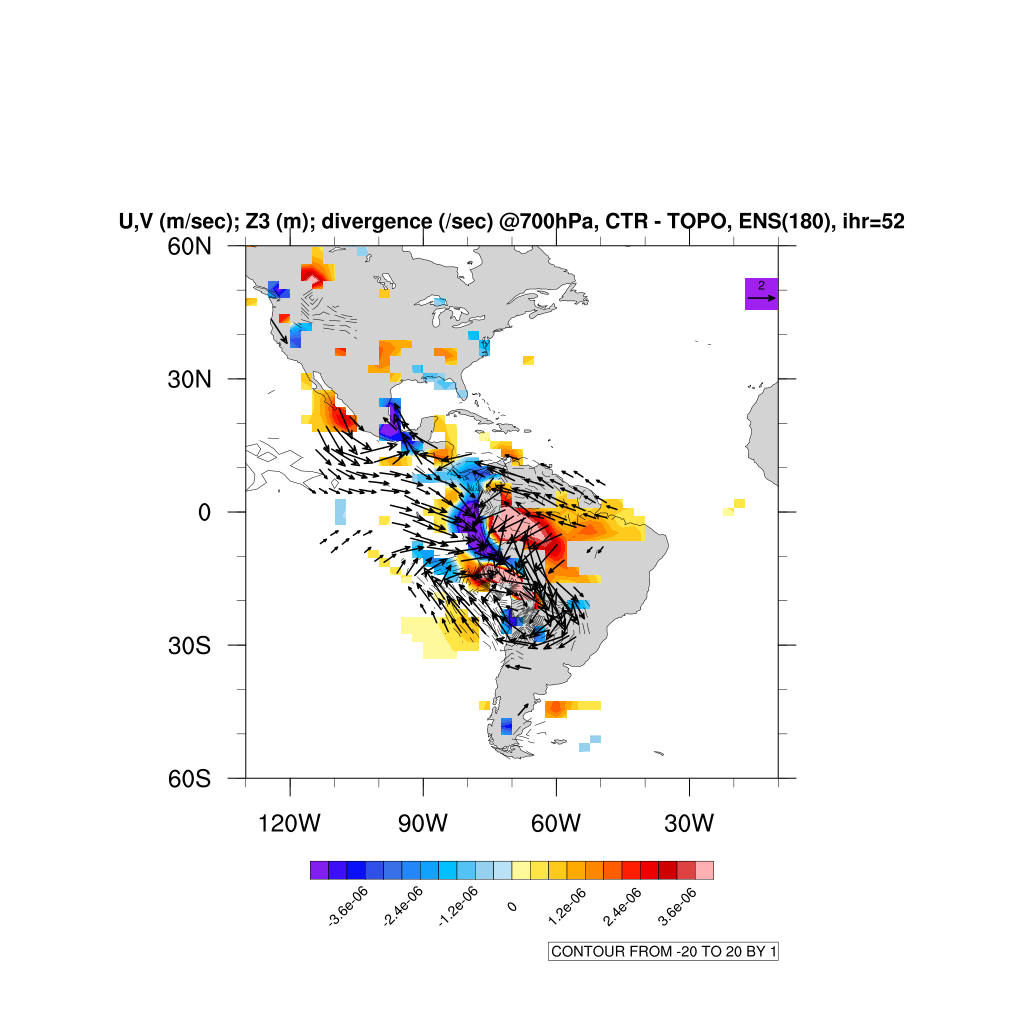 U,V (m/sec); Z3 (m); divergence (/sec) @700hPa, CTR - TOPO, ENS(180), ihr=52
60N
2
30N
0
30S
60S
120W 90W 60W 30W
-3.6e-06 -2.4e-06 -1.2e-06 0 1.2e-06 2.4e-06 3.6e-06
CONTOUR FROM -20 TO 20 BY 1